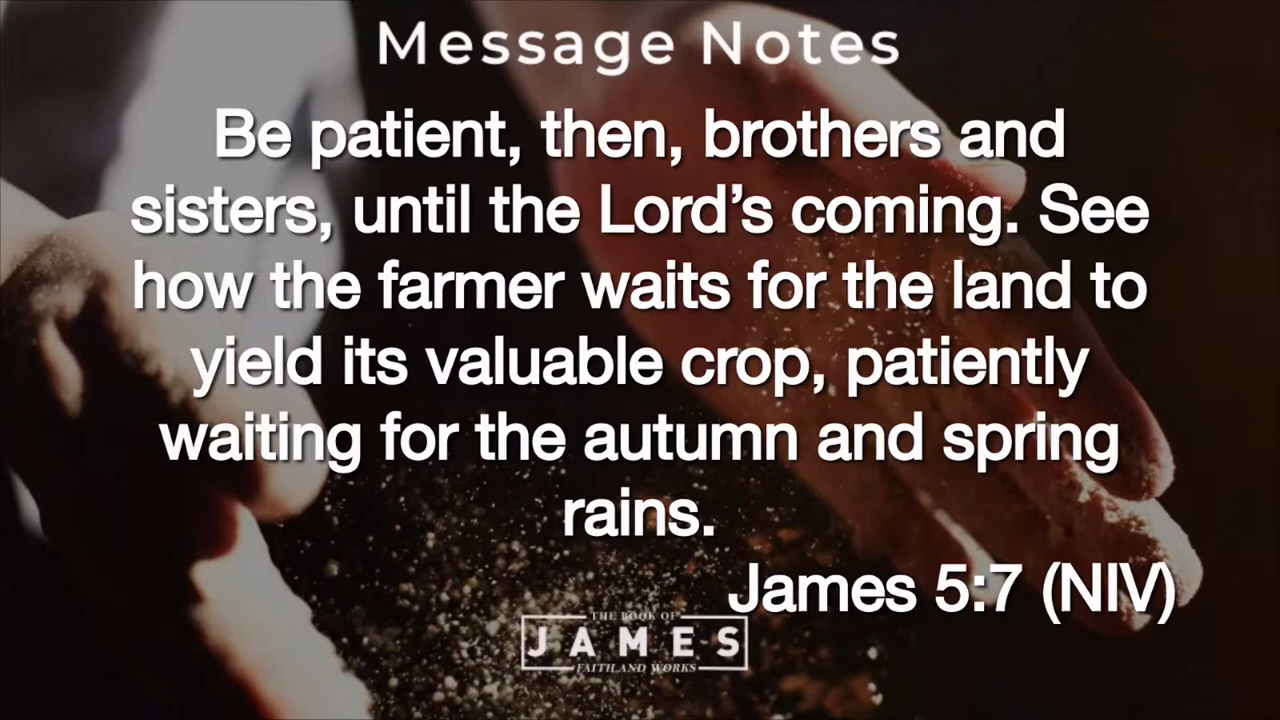 Message Notes
Be patient, then, brothers and
sisters, until the Lord’s coming. See
how the farmer waits for the land to
yield its valuable crop, patiently
waiting for the autumn and spring
rains.
James 5:7 (NIV)
THE BOOK OF
JAMES
FAITH AND WORKS